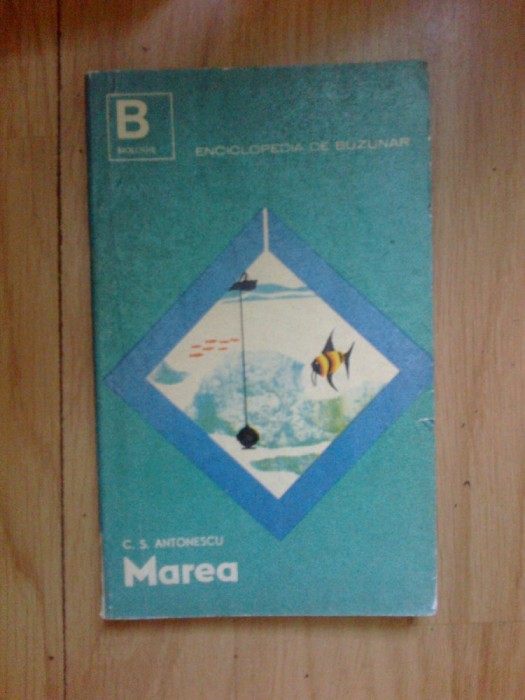 B
BIOLOGIE
ENCICLOPEDIA DE BUZUNAR
C. S. ANTONESCU
Marea